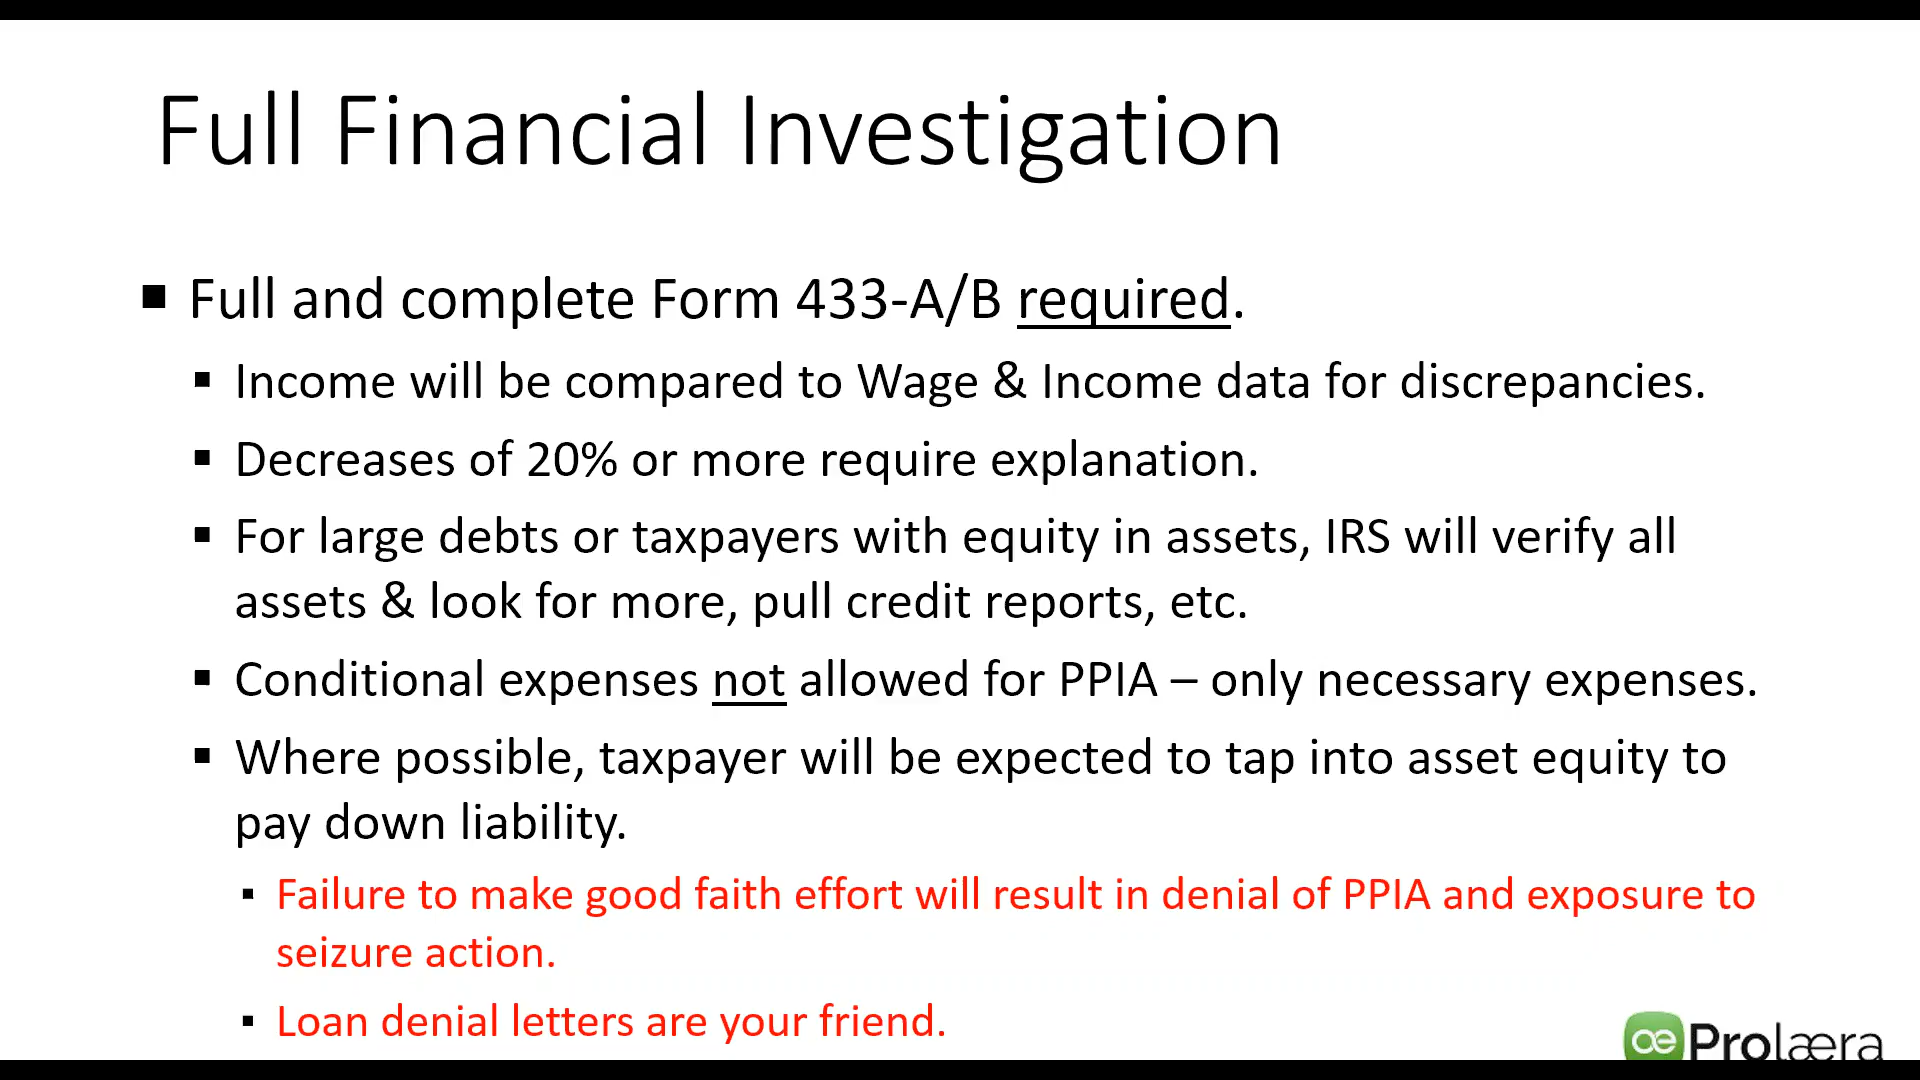 Full Financial Investigation
■ Full and complete Form 433-A/B required.
▪ Income will be compared to Wage & Income data for discrepancies.
▪ Decreases of 20% or more require explanation.
▪ For large debts or taxpayers with equity in assets, IRS will verify all
assets & look for more, pull credit reports, etc.
▪ Conditional expenses not allowed for PPIA – only necessary expenses.
▪ Where possible, taxpayer will be expected to tap into asset equity to
pay down liability.
▪ Failure to make good faith effort will result in denial of PPIA and exposure to
seizure action.
▪ Loan denial letters are your friend.
æ Prolæra